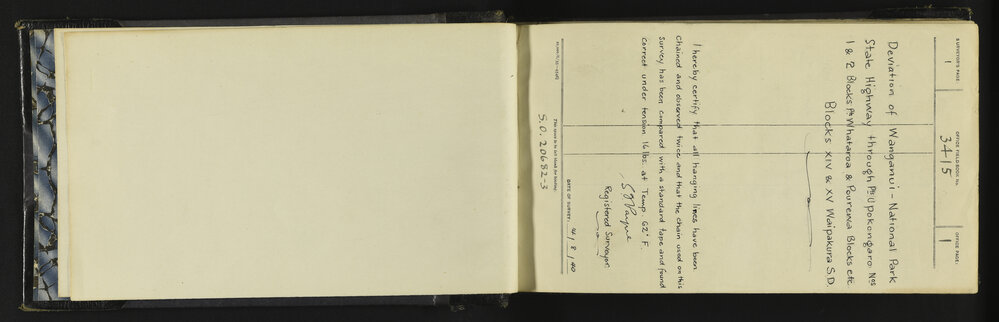 SURVEYOR'S PAGE:
1
OFFICE FIELD-BOOK No.
3415
OFFICE PAGE:
1
Deviation of Wanganui - National Park
State Highway through Pt. Upokongaro Nos
1 & 2 Blocks Pt Whataroa & Pourewa Blocks etc
Blocks XIV & XV Waipakura S.D.
I hereby certify that all hanging lines have been
chained and observed twice and that the chain used on this
survey has been compared with a standard tape and found
correct under tension 16 lbs. at Temp. 62° F.
Payne
Registered Surveyor
DATE OF SURVEY: 4/8/40
This space to be left blank for binding
S.O. 20682-3